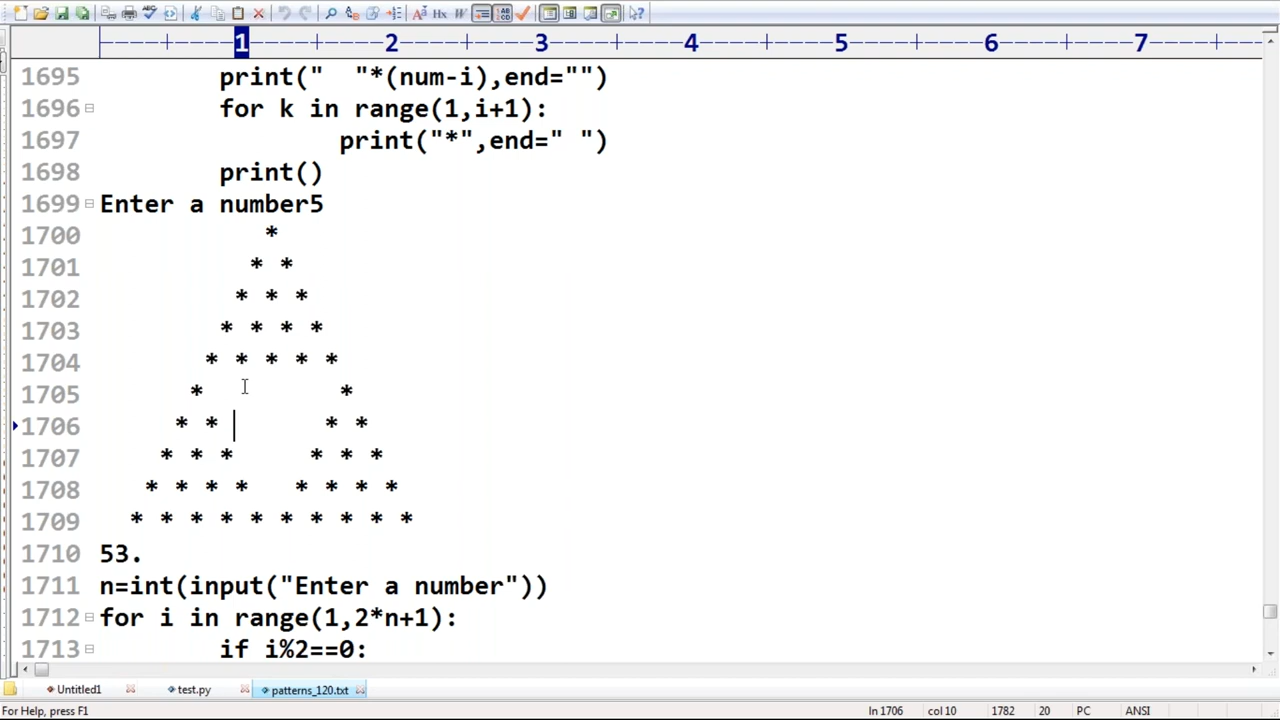 1 2 3 4 5 6 7
1695 print("  "*(num-i),end="")
1696 for k in range(1,i+1):
1697 print("*",end=" ")
1698 print()
1699 Enter a number5
1700 *
1701 * *
1702 * * *
1703 * * * *
1704 * * * * *
1705 * *
1706 * * * *
1707 * * * * * *
1708 * * * * * * * *
1709 * * * * * * * * * *
1710 53.
1711 n=int(input("Enter a number"))
1712 for i in range(1,2*n+1):
1713 if i%2==0:
Untitled1 test.py patterns_120.txt
For Help, press F1 ln 1706 col 10 1782 20 PC ANSI